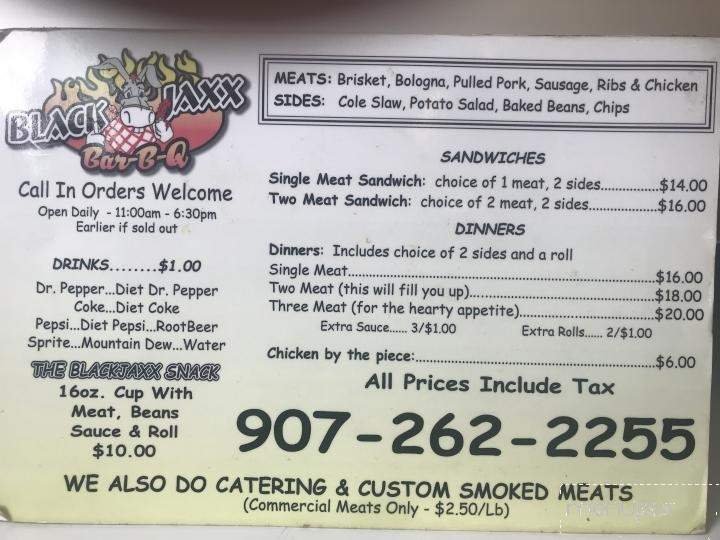 BLACK JAXX
Bar-B-Q
Call In Orders Welcome
Open Daily - 11:00am - 6:30pm
Earlier if sold out
DRINKS........$1.00
Dr. Pepper...Diet Dr. Pepper
Coke...Diet Coke
Pepsi...Diet Pepsi...RootBeer
Sprite...Mountain Dew...Water
THE BLACKJAXX SNACK
16oz. Cup With
Meat, Beans
Sauce & Roll
$10.00
MEATS: Brisket, Bologna, Pulled Pork, Sausage, Ribs & Chicken
SIDES: Cole Slaw, Potato Salad, Baked Beans, Chips
SANDWICHES
Single Meat Sandwich: choice of 1 meat, 2 sides..............$14.00
Two Meat Sandwich: choice of 2 meat, 2 sides.................$16.00
DINNERS
Dinners: Includes choice of 2 sides and a roll
Single Meat.......................................................................$16.00
Two Meat (this will fill you up)...........................................$18.00
Three Meat (for the hearty appetite)................................$20.00
Extra Sauce...... 3/$1.00 Extra Rolls...... 2/$1.00
Chicken by the piece:.........................................................$6.00
All Prices Include Tax
907-262-2255
WE ALSO DO CATERING & CUSTOM SMOKED MEATS
(Commercial Meats Only - $2.50/Lb)